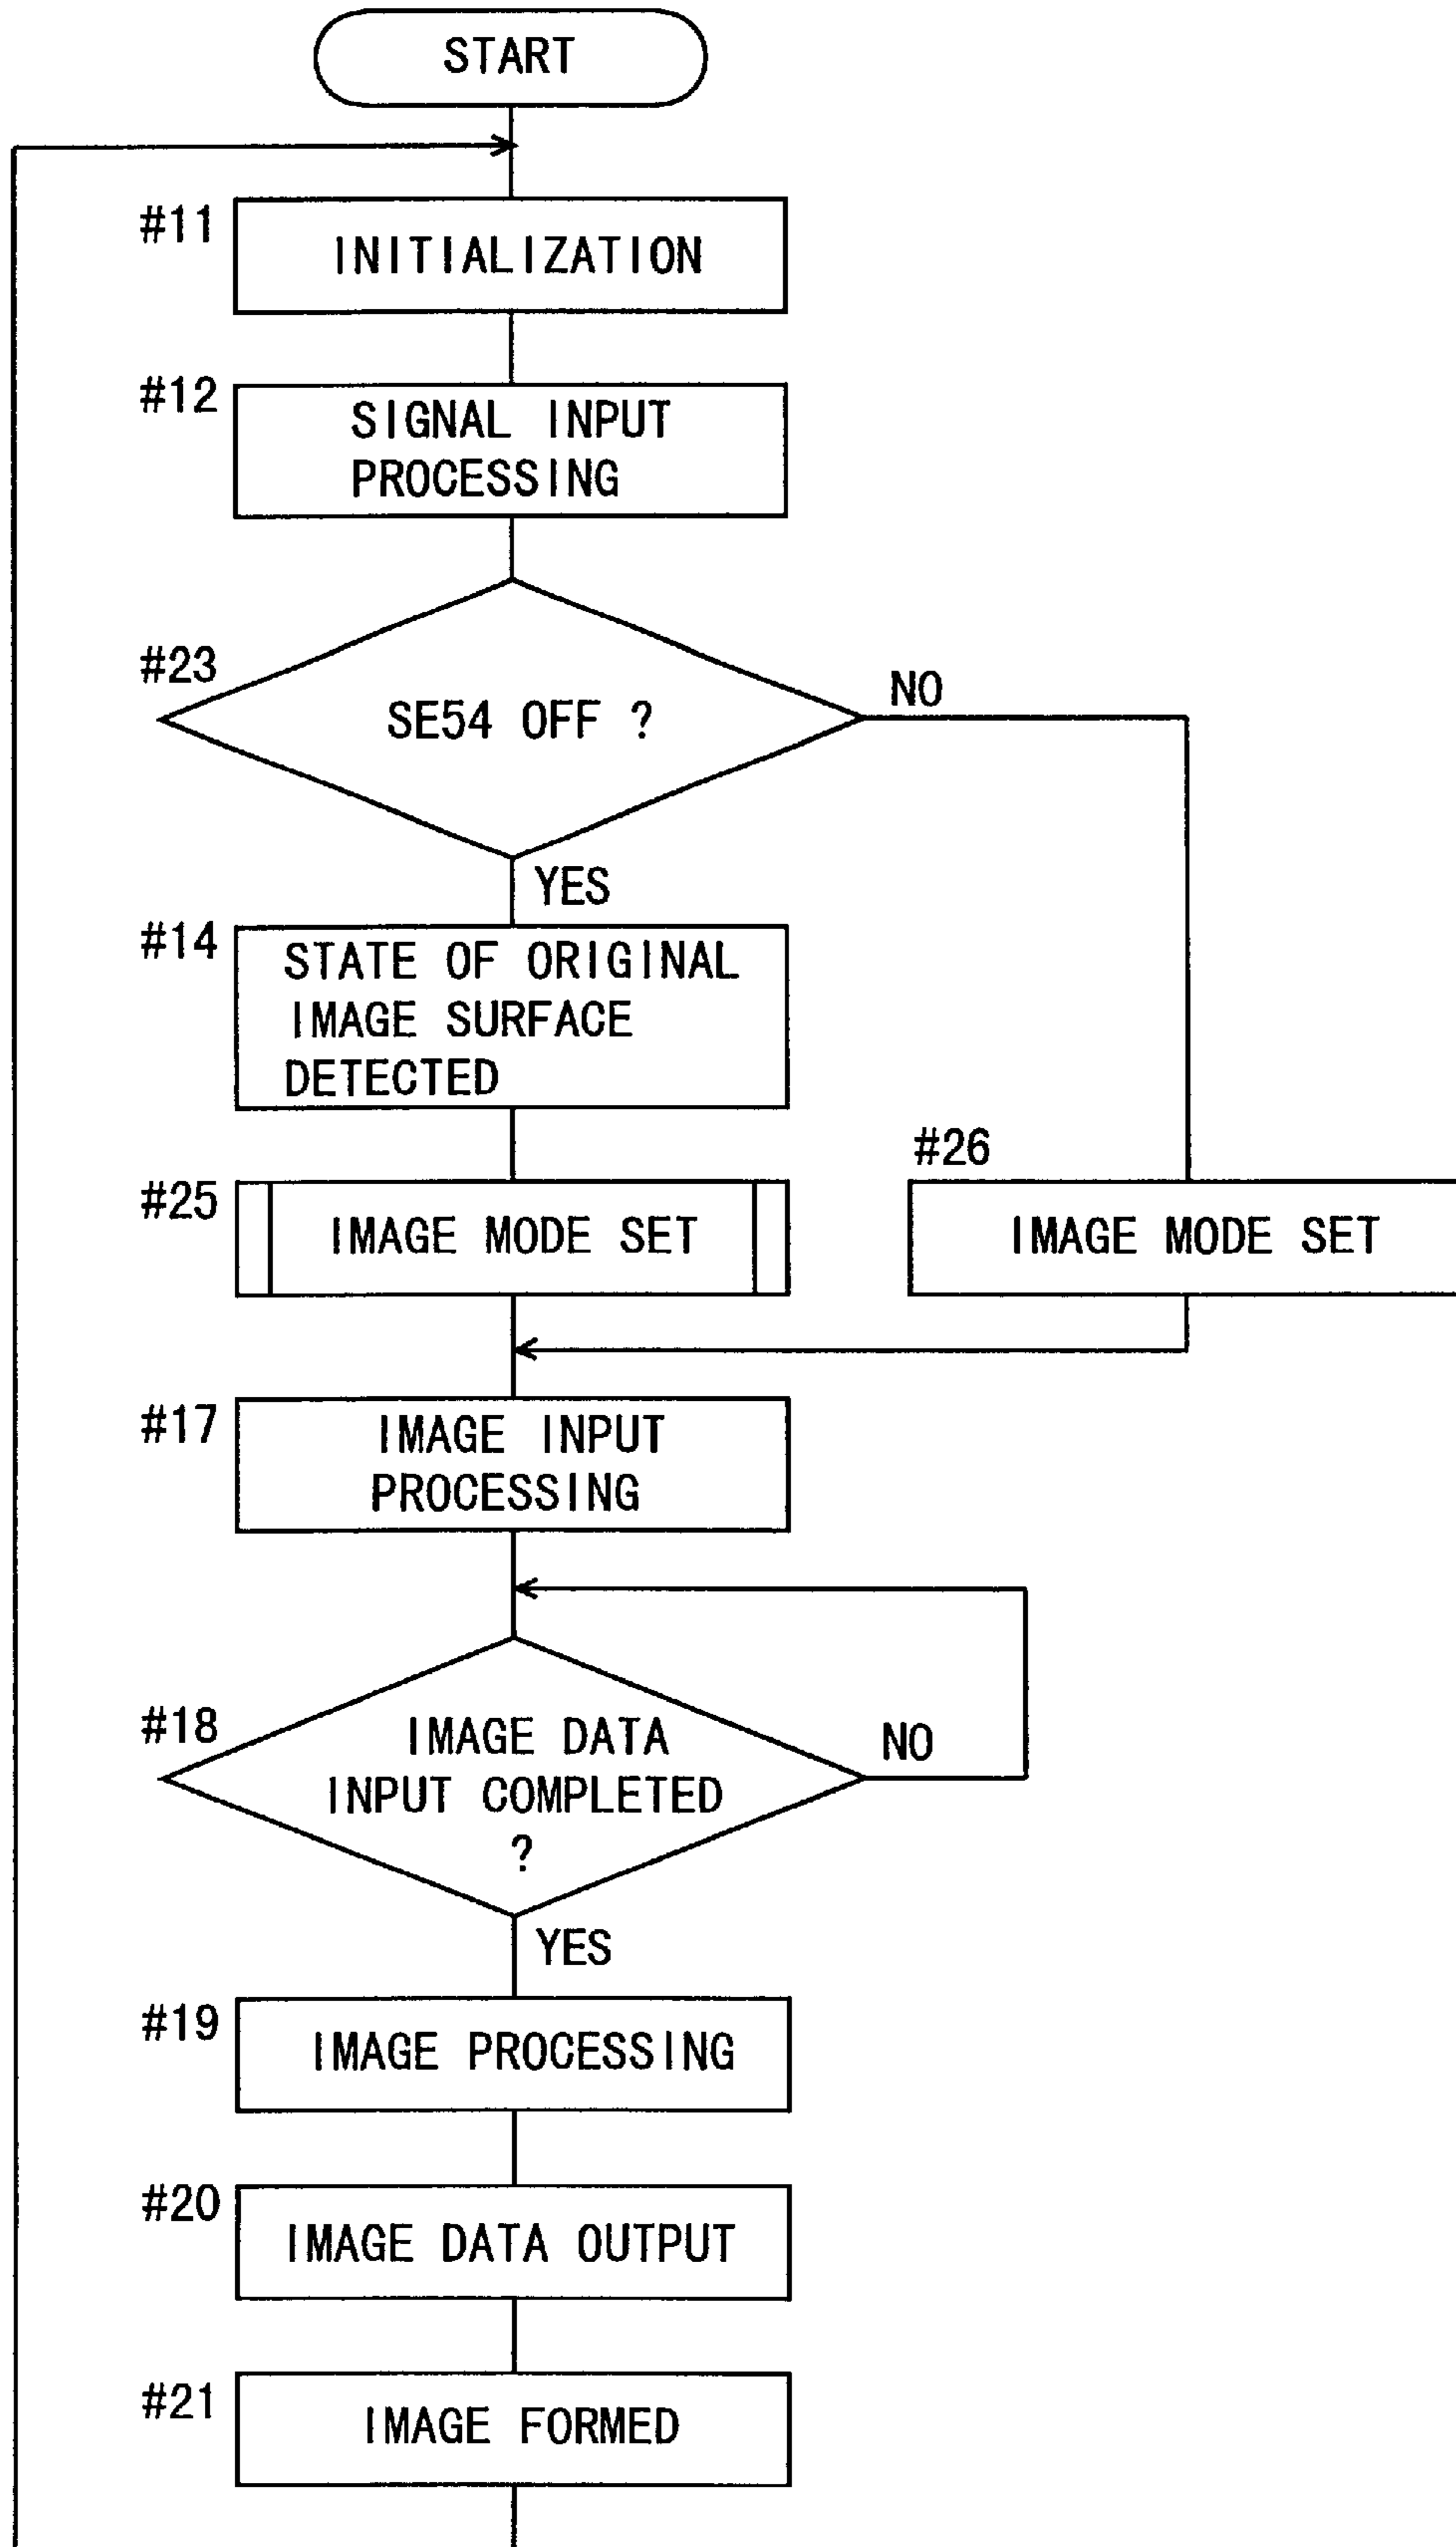 START
#11
INITIALIZATION
#12
SIGNAL INPUT
PROCESSING
#23
SE54 OFF ?
NO
YES
#14
STATE OF ORIGINAL
IMAGE SURFACE
DETECTED
#25
IMAGE MODE SET
#26
IMAGE MODE SET
#17
IMAGE INPUT
PROCESSING
#18
IMAGE DATA
INPUT COMPLETED
?
NO
YES
#19
IMAGE PROCESSING
#20
IMAGE DATA OUTPUT
#21
IMAGE FORMED